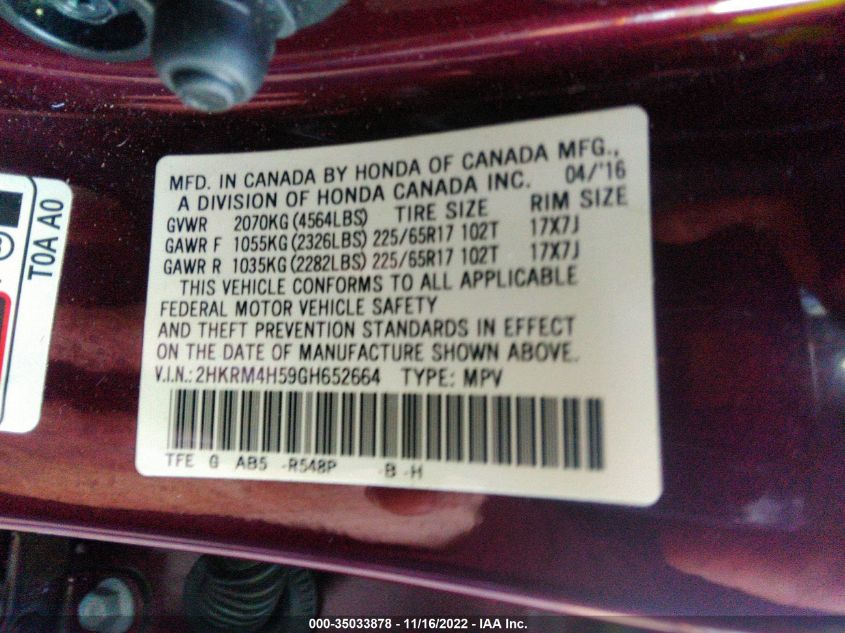 MFD. IN CANADA BY HONDA OF CANADA MFG.,
A DIVISION OF HONDA CANADA INC. 04/'16
GVWR 2070KG (4564LBS) TIRE SIZE RIM SIZE
GAWR F 1055KG (2326LBS) 225/65R17 102T 17X7J
GAWR R 1035KG (2282LBS) 225/65R17 102T 17X7J
THIS VEHICLE CONFORMS TO ALL APPLICABLE
FEDERAL MOTOR VEHICLE SAFETY
AND THEFT PREVENTION STANDARDS IN EFFECT
ON THE DATE OF MANUFACTURE SHOWN ABOVE.
V.I.N.: 2HKRM4H59GH652664 TYPE: MPV
TFE G AB5 -R548P -B -H
T0A A0
000-35033878 - 11/16/2022 - IAA Inc.